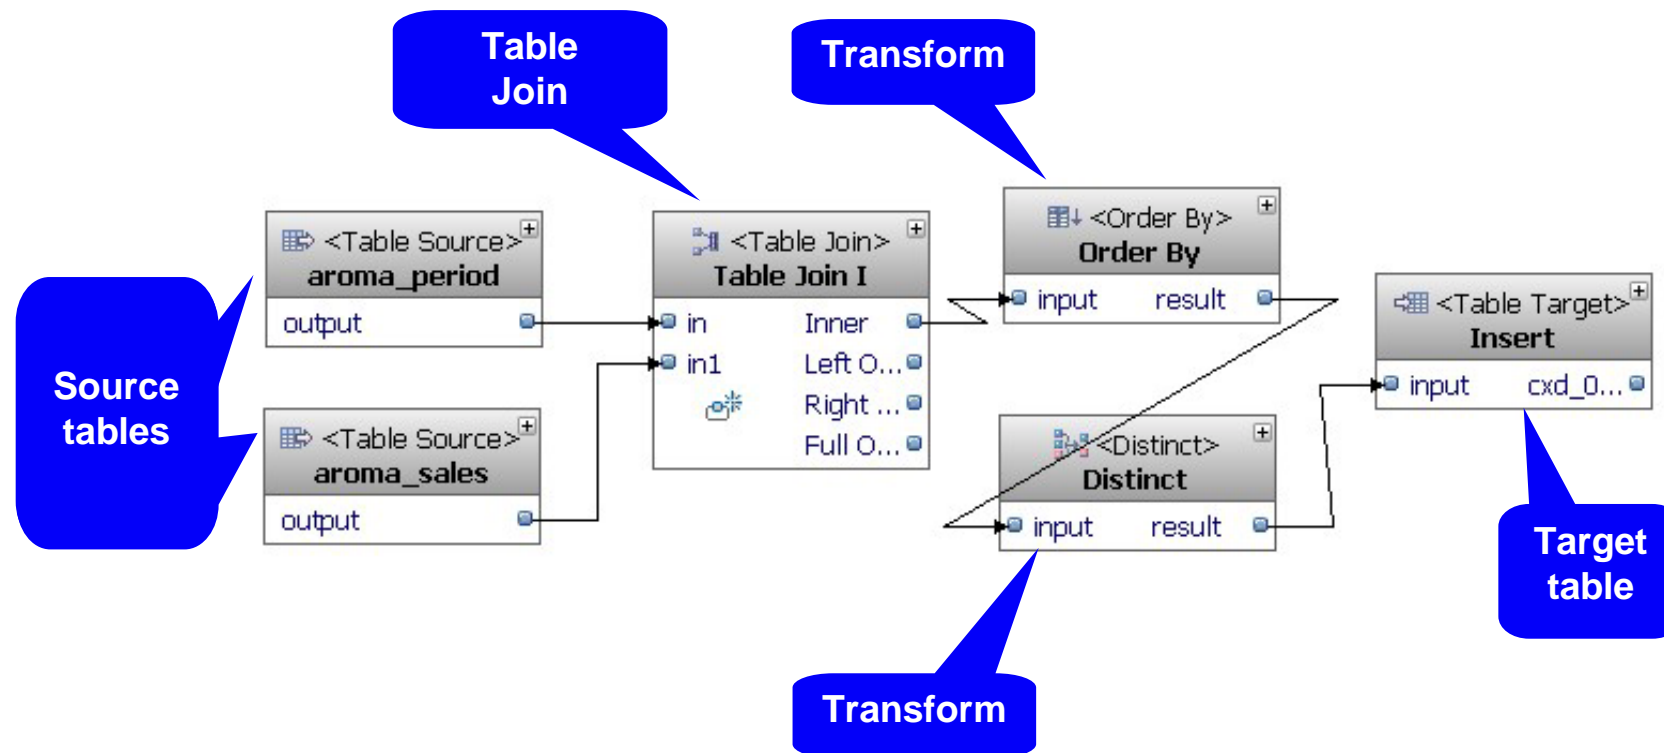 Table
Join
Transform
<Table Source>
aroma_period
output
<Table Join>
Table Join I
in Inner
in1 Left O...
Right ...
Full O...
<Order By>
Order By
input result
<Table Target>
Insert
input cxd_0...
Source
tables
<Table Source>
aroma_sales
output
<Distinct>
Distinct
input result
Target
table
Transform